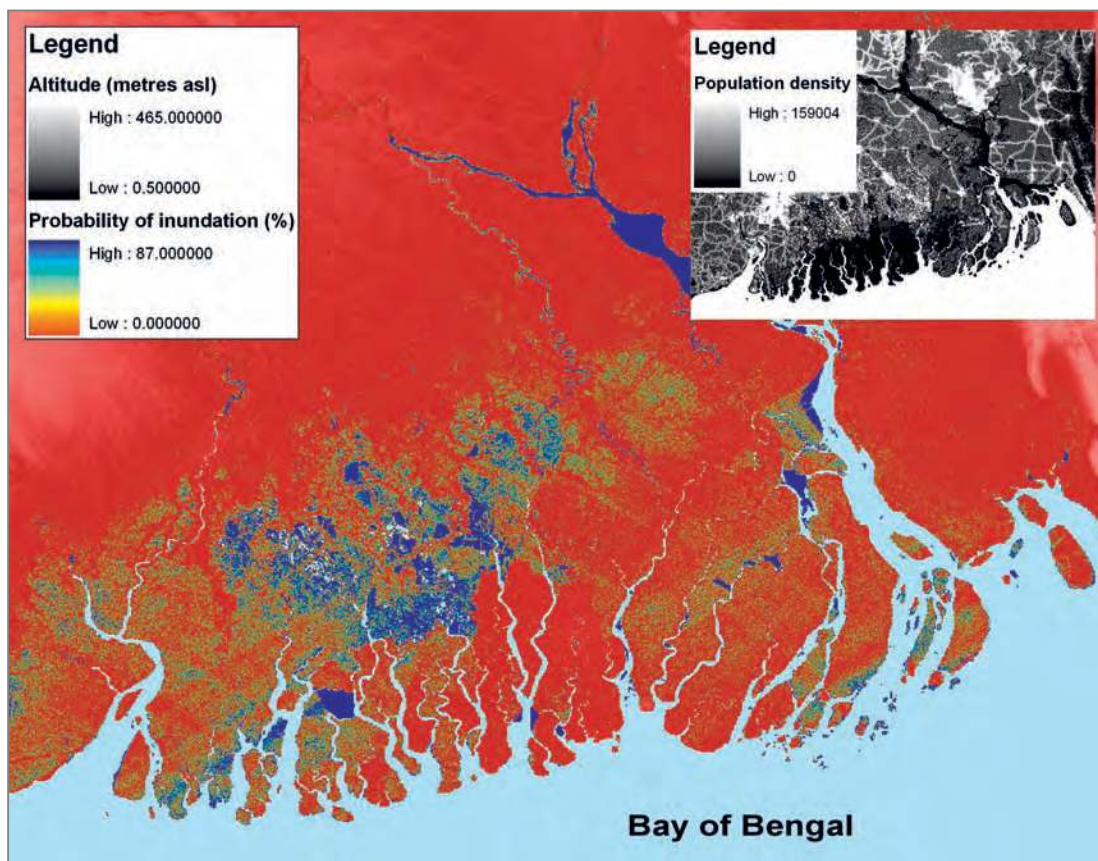 Legend
Altitude (metres asl)
High : 465.000000
Low : 0.500000
Probability of inundation (%)
High : 87.000000
Low : 0.000000
Legend
Population density
High : 159004
Low : 0
Bay of Bengal